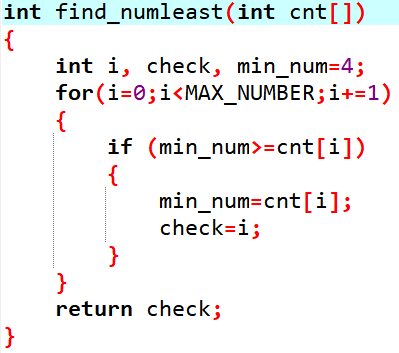 int find_numleast(int cnt[])
{
    int i, check, min_num=4;
    for(i=0;i<MAX_NUMBER;i+=1)
    {
        if (min_num>=cnt[i])
        {
            min_num=cnt[i];
            check=i;
        }
    }
    return check;
}